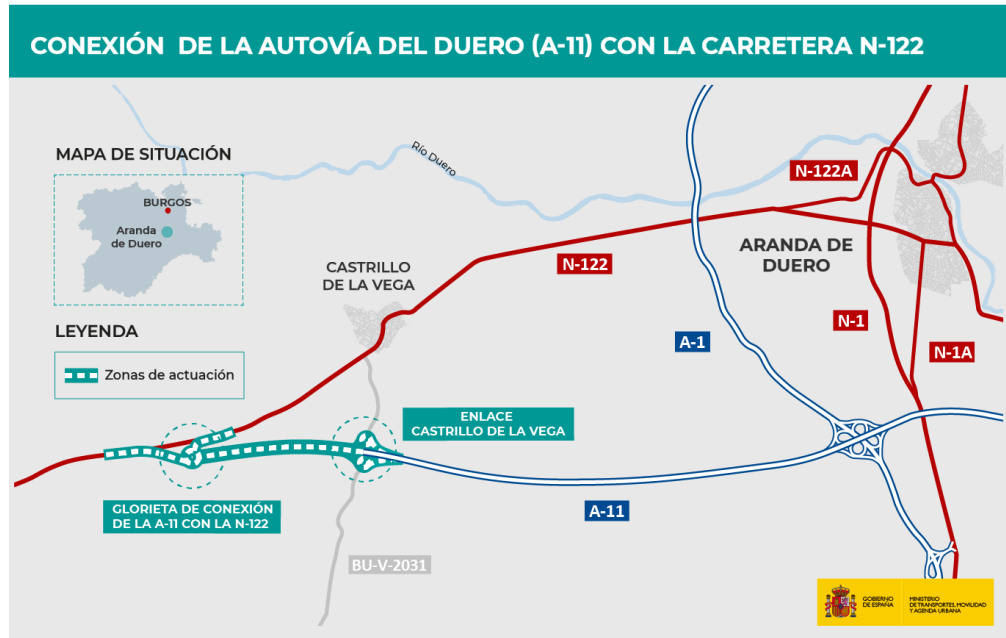 CONEXIÓN DE LA AUTOVÍA DEL DUERO (A-11) CON LA CARRETERA N-122
MAPA DE SITUACIÓN
BURGOS
Aranda
de Duero
LEYENDA
Zonas de actuación
Río Duero
N-122A
CASTRILLO
DE LA VEGA
N-122
ARANDA DE
DUERO
A-1
N-1
N-1A
ENLACE
CASTRILLO DE LA VEGA
GLORIETA DE CONEXIÓN
DE LA A-11 CON LA N-122
A-11
BU-V-2031
GOBIERNO
DE ESPAÑA
MINISTERIO
DE TRANSPORTES, MOVILIDAD
Y AGENDA URBANA